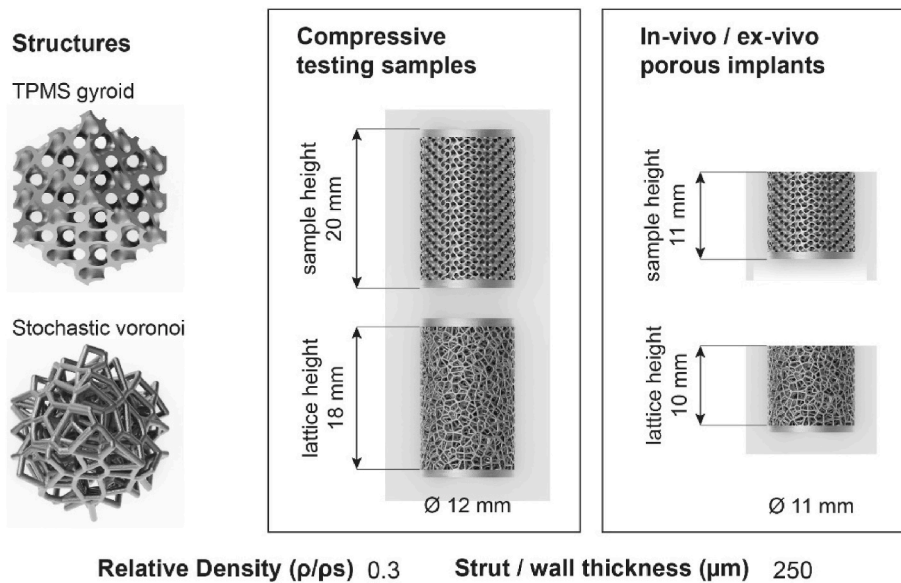 Structures
TPMS gyroid
Stochastic voronoi
Compressive
testing samples
sample height
20 mm
lattice height
18 mm
Ø 12 mm
In-vivo / ex-vivo
porous implants
sample height
11 mm
lattice height
10 mm
Ø 11 mm
Relative Density (ρ/ρs) 0.3 Strut / wall thickness (μm) 250